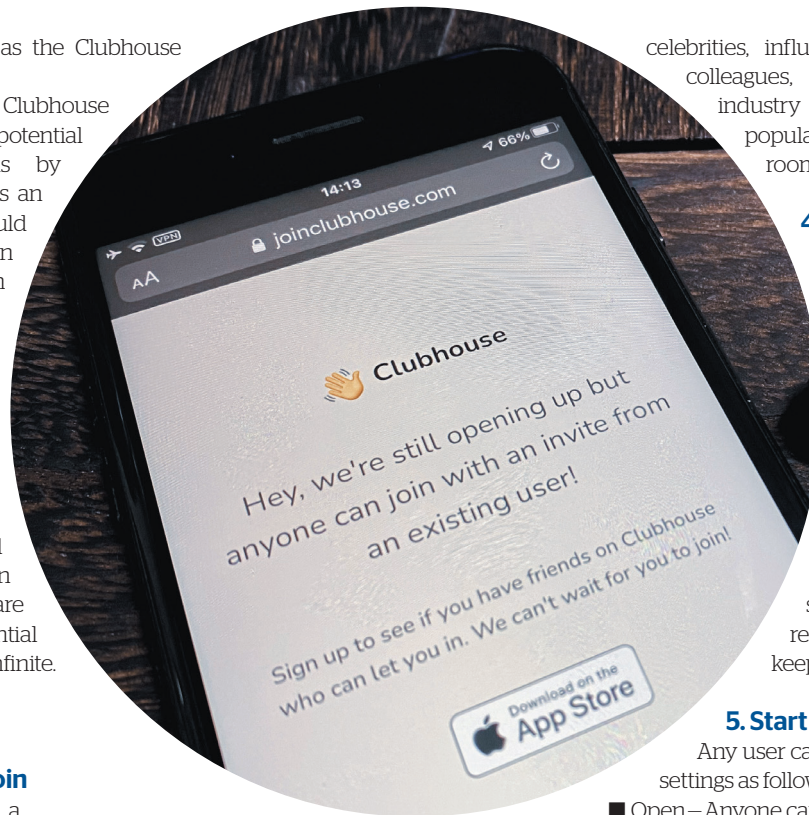 as the Clubhouse
Clubhouse
potential
s by
s an
uld
n
n
n
are
ntial
nfinite.
oin
a
14:13
66%
VPN
AA
joinclubhouse.com
👋 Clubhouse
Hey, we're still opening up but
anyone can join with an invite from
an existing user!
Sign up to see if you have friends on Clubhouse
who can let you in. We can't wait for you to join!
Download on the
App Store
celebrities, influ
colleagues,
industry
popula
room
4
s
re
keep
5. Start
Any user ca
settings as follow
■ Open – Anyone ca